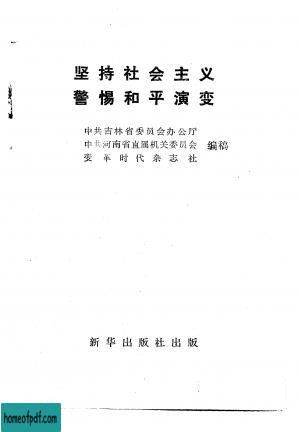 坚持社会主义
警惕和平演变
中共吉林省委员会办公厅
中共河南省直属机关委员会 编稿
变革时代杂志社
新华出版社出版
homeofpdf.com
homeofpdf.com